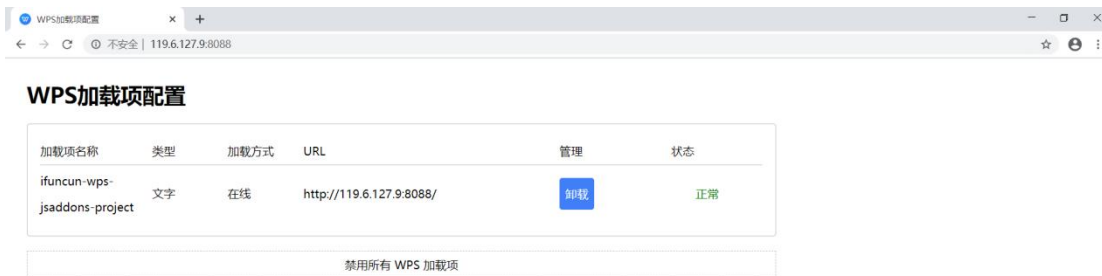 WPS加载项配置
不安全 | 119.6.127.9:8088
WPS加载项配置
加载项名称 类型 加载方式 URL 管理 状态
ifuncun-wps-
jsaddons-project 文字 在线 http://119.6.127.9:8088/ 卸载 正常
禁用所有 WPS 加载项